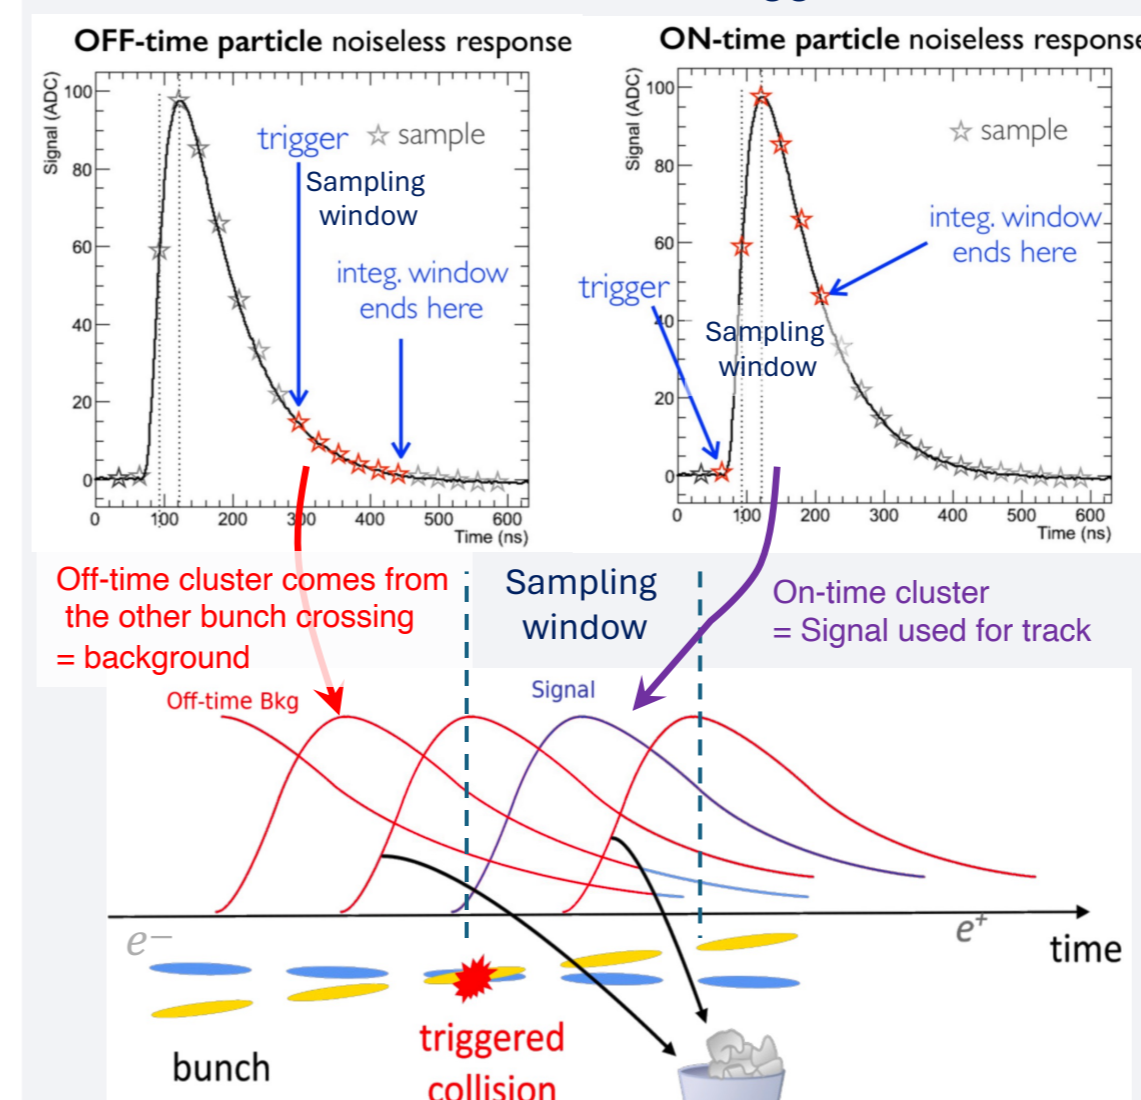 OFF-time particle noiseless response
Signal (ADC)
100
80
60
40
20
0
0 100 200 300 400 500 600
Time (ns)
trigger
sample
Sampling
window
integ. window
ends here
ON-time particle noiseless response
Signal (ADC)
100
80
60
40
20
0
0 100 200 300 400 500 600
Time (ns)
sample
integ. window
ends here
trigger
Sampling
window
Off-time cluster comes from
the other bunch crossing
= background
Sampling
window
On-time cluster
= Signal used for track
Off-time Bkg
Signal
e−
e+
time
bunch
triggered
collision